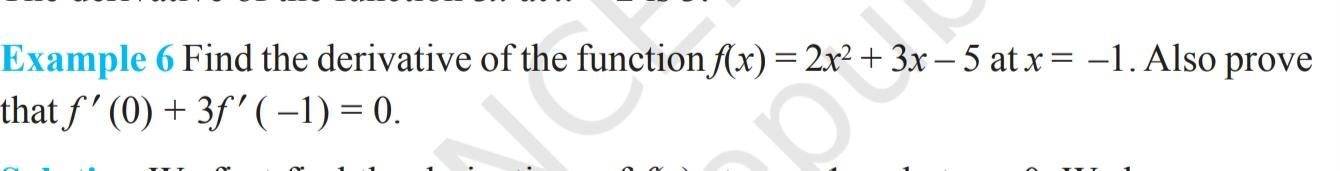 Example 6 Find the derivative of the function f(x) = 2x² + 3x – 5 at x = –1. Also prove
that f ′ (0) + 3f ′ ( –1) = 0.